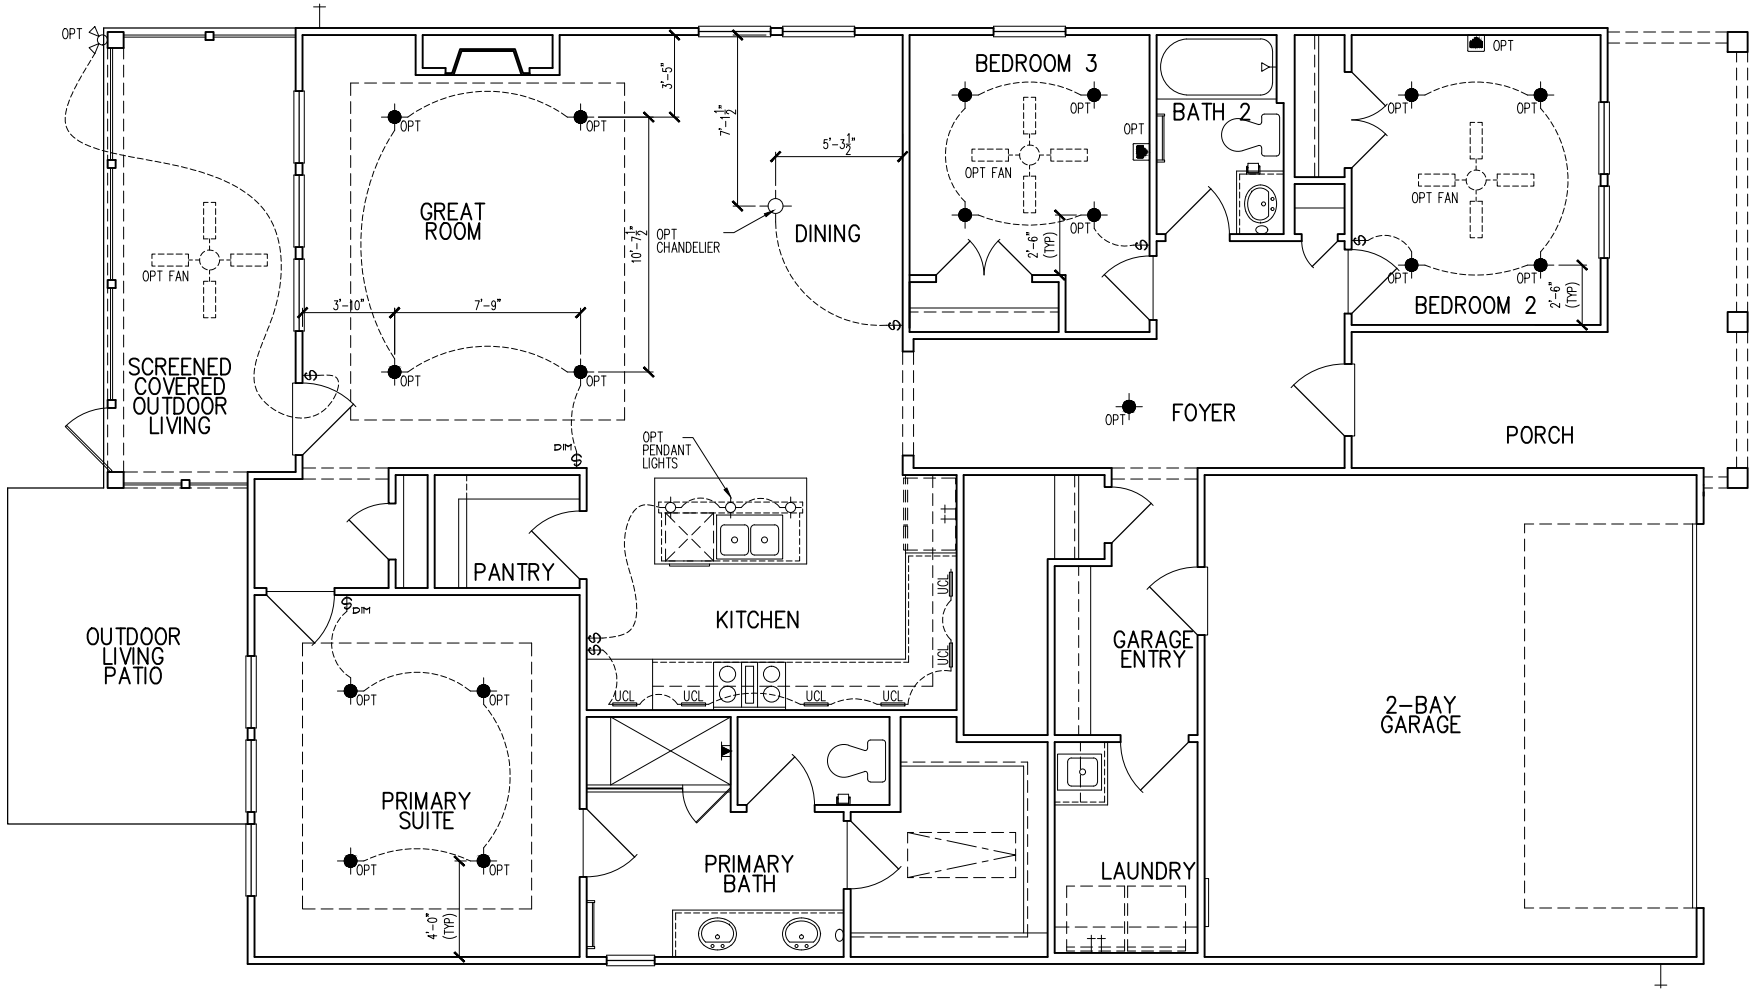 OPT
BEDROOM 3
OPT
3'-5"
7'-1½"
OPT
OPT
OPT
OPT
BATH 2
OPT
OPT
OPT
5'-3½"
OPT FAN
OPT FAN
GREAT
ROOM
OPT
CHANDELIER
DINING
OPT
2'-6"
(TYP)
10'-7½"
OPT FAN
OPT
OPT
2'-6"
(TYP)
BEDROOM 2
3'-10"
7'-9"
SCREENED
COVERED
OUTDOOR
LIVING
OPT
OPT
OPT
FOYER
PORCH
DIM
OPT
PENDANT
LIGHTS
PANTRY
UCL
DIM
KITCHEN
OUTDOOR
LIVING
PATIO
GARAGE
ENTRY
UCL
OPT
OPT
UCL
UCL
UCL
UCL
2-BAY
GARAGE
PRIMARY
SUITE
OPT
OPT
PRIMARY
BATH
LAUNDRY
4'-0"
(TYP)